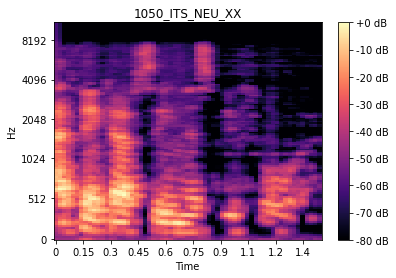 1050_ITS_NEU_XX
8192
4096
2048
1024
512
0
Hz
0 0.15 0.3 0.45 0.6 0.75 0.9 1.1 1.2 1.4
Time
+0 dB
-10 dB
-20 dB
-30 dB
-40 dB
-50 dB
-60 dB
-70 dB
-80 dB